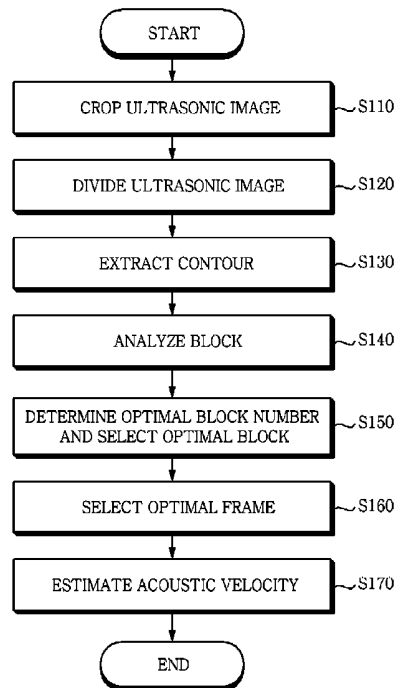 START
CROP ULTRASONIC IMAGE
S110
DIVIDE ULTRASONIC IMAGE
S120
EXTRACT CONTOUR
S130
ANALYZE BLOCK
S140
DETERMINE OPTIMAL BLOCK NUMBER
AND SELECT OPTIMAL BLOCK
S150
SELECT OPTIMAL FRAME
S160
ESTIMATE ACOUSTIC VELOCITY
S170
END